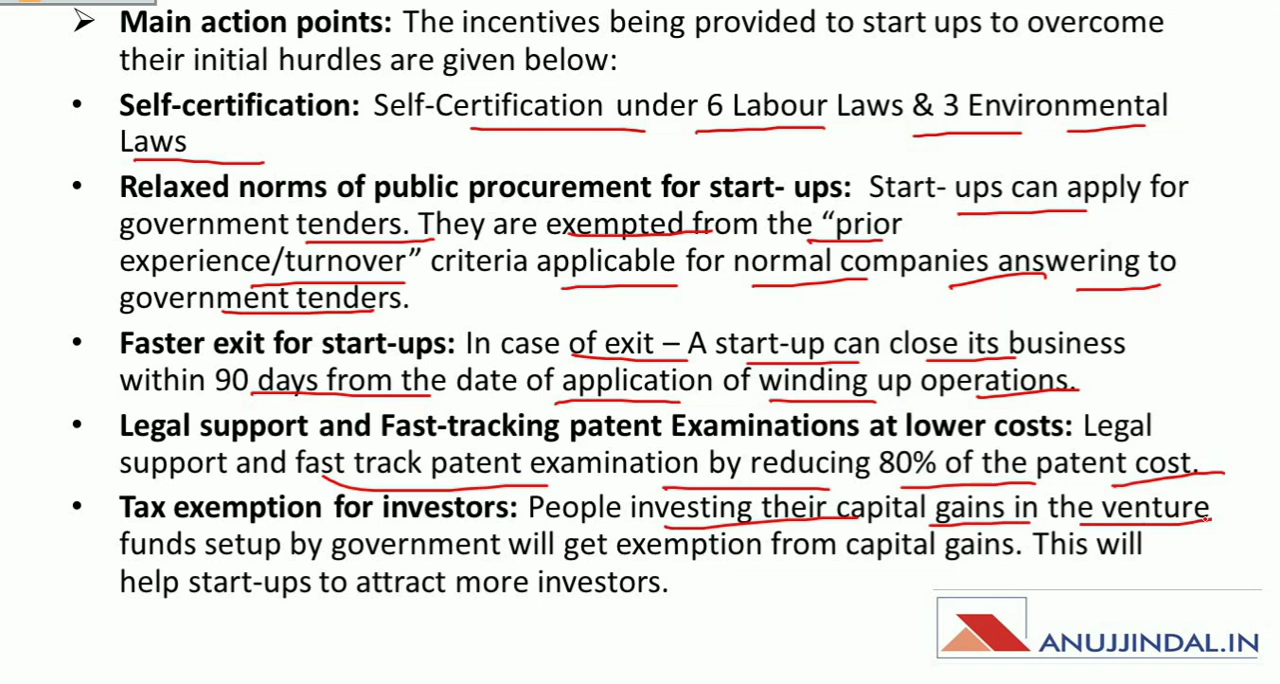 ➢ Main action points: The incentives being provided to start ups to overcome
their initial hurdles are given below:
• Self-certification: Self-Certification under 6 Labour Laws & 3 Environmental
Laws
• Relaxed norms of public procurement for start- ups: Start- ups can apply for
government tenders. They are exempted from the “prior
experience/turnover” criteria applicable for normal companies answering to
government tenders.
• Faster exit for start-ups: In case of exit – A start-up can close its business
within 90 days from the date of application of winding up operations.
• Legal support and Fast-tracking patent Examinations at lower costs: Legal
support and fast track patent examination by reducing 80% of the patent cost.
• Tax exemption for investors: People investing their capital gains in the venture
funds setup by government will get exemption from capital gains. This will
help start-ups to attract more investors.
ANUJJINDAL.IN